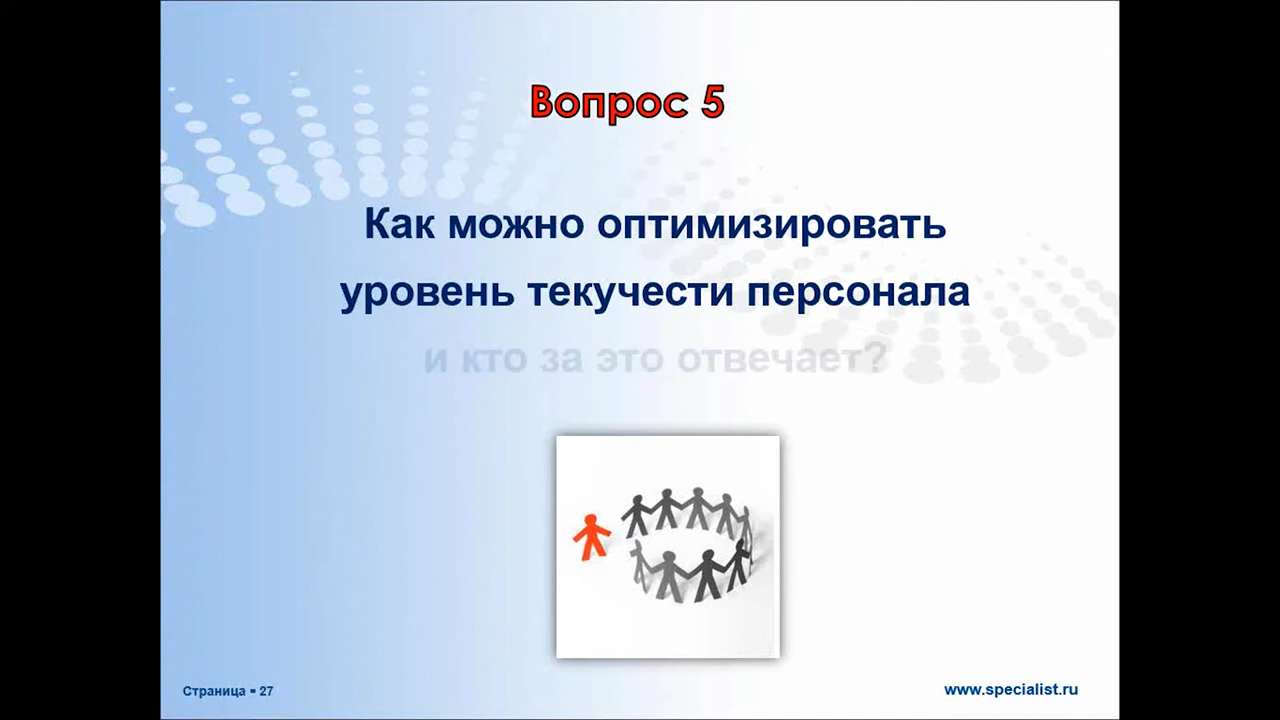 Вопрос 5
Как можно оптимизировать
уровень текучести персонала
и кто за это отвечает?
Страница ▪ 27
www.specialist.ru